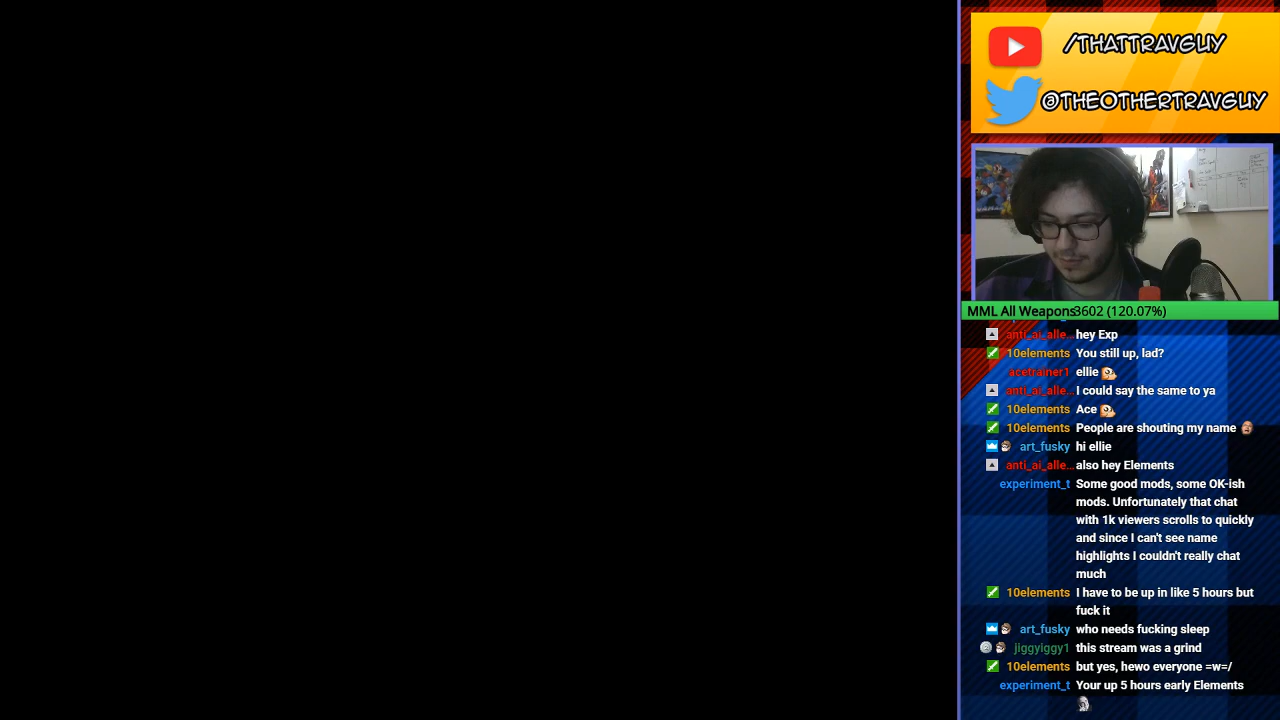 /THATTRAVGUY
@THEOTHERTRAVGUY
MML All Weapons 3602 (120.07%)
anti_ai_alle... hey Exp
10elements You still up, lad?
acetrainer1 ellie
anti_ai_alle... I could say the same to ya
10elements Ace
10elements People are shouting my name
art_fusky hi ellie
anti_ai_alle... also hey Elements
experiment_t Some good mods, some OK-ish
mods. Unfortunately that chat
with 1k viewers scrolls to quickly
and since I can't see name
highlights I couldn't really chat
much
10elements I have to be up in like 5 hours but
fuck it
art_fusky who needs fucking sleep
jiggyiggy1 this stream was a grind
10elements but yes, hewo everyone =w=/
experiment_t Your up 5 hours early Elements